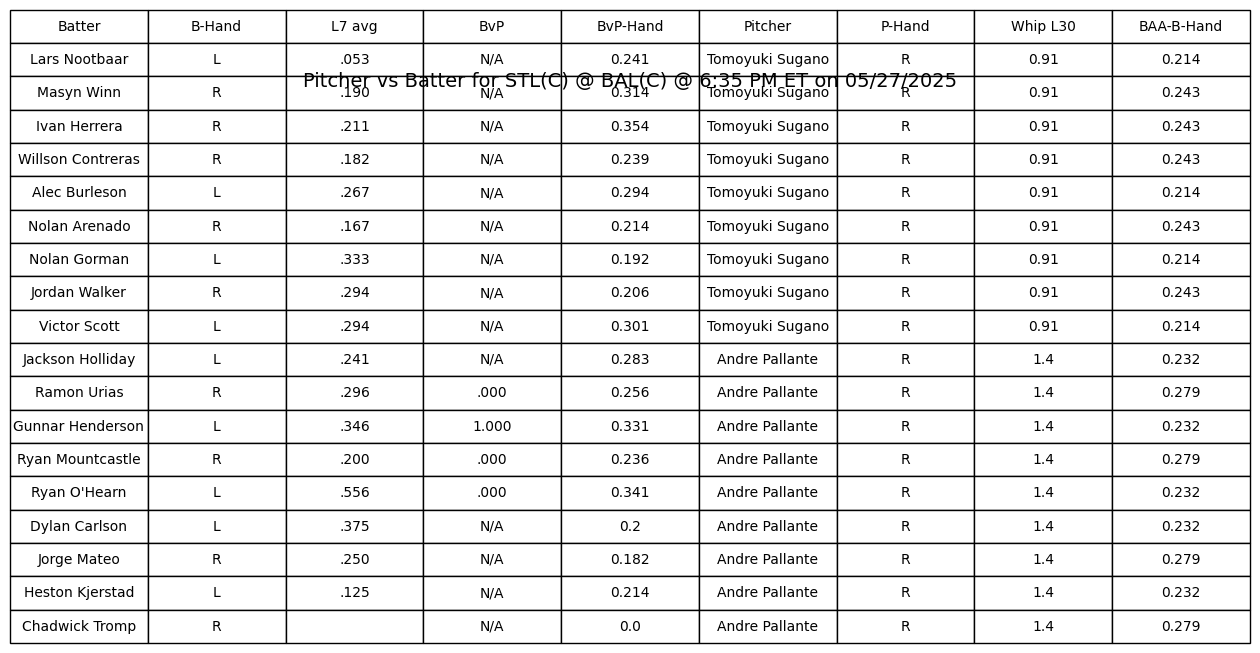 Batter B-Hand L7 avg BvP BvP-Hand Pitcher P-Hand Whip L30 BAA-B-Hand
Lars Nootbaar L .053 N/A 0.241 Tomoyuki Sugano R 0.91 0.214
Pitcher vs Batter for STL(C) @ BAL(C) @ 6:35 PM ET on 05/27/2025
Masyn Winn R .190 N/A 0.314 Tomoyuki Sugano R 0.91 0.243
Ivan Herrera R .211 N/A 0.354 Tomoyuki Sugano R 0.91 0.243
Willson Contreras R .182 N/A 0.239 Tomoyuki Sugano R 0.91 0.243
Alec Burleson L .267 N/A 0.294 Tomoyuki Sugano R 0.91 0.214
Nolan Arenado R .167 N/A 0.214 Tomoyuki Sugano R 0.91 0.243
Nolan Gorman L .333 N/A 0.192 Tomoyuki Sugano R 0.91 0.214
Jordan Walker R .294 N/A 0.206 Tomoyuki Sugano R 0.91 0.243
Victor Scott L .294 N/A 0.301 Tomoyuki Sugano R 0.91 0.214
Jackson Holliday L .241 N/A 0.283 Andre Pallante R 1.4 0.232
Ramon Urias R .296 .000 0.256 Andre Pallante R 1.4 0.279
Gunnar Henderson L .346 1.000 0.331 Andre Pallante R 1.4 0.232
Ryan Mountcastle R .200 .000 0.236 Andre Pallante R 1.4 0.279
Ryan O'Hearn L .556 .000 0.341 Andre Pallante R 1.4 0.232
Dylan Carlson L .375 N/A 0.2 Andre Pallante R 1.4 0.232
Jorge Mateo R .250 N/A 0.182 Andre Pallante R 1.4 0.279
Heston Kjerstad L .125 N/A 0.214 Andre Pallante R 1.4 0.232
Chadwick Tromp R N/A 0.0 Andre Pallante R 1.4 0.279